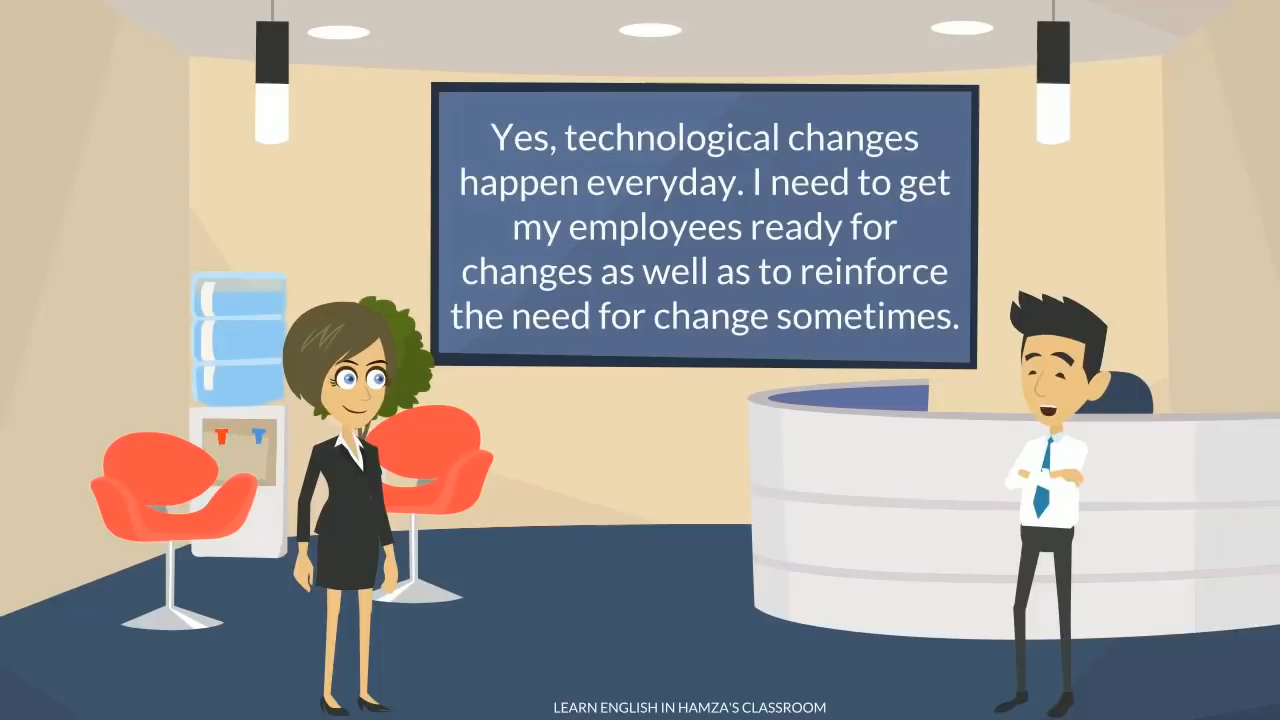 Yes, technological changes
happen everyday. I need to get
my employees ready for
changes as well as to reinforce
the need for change sometimes.
LEARN ENGLISH IN HAMZA'S CLASSROOM